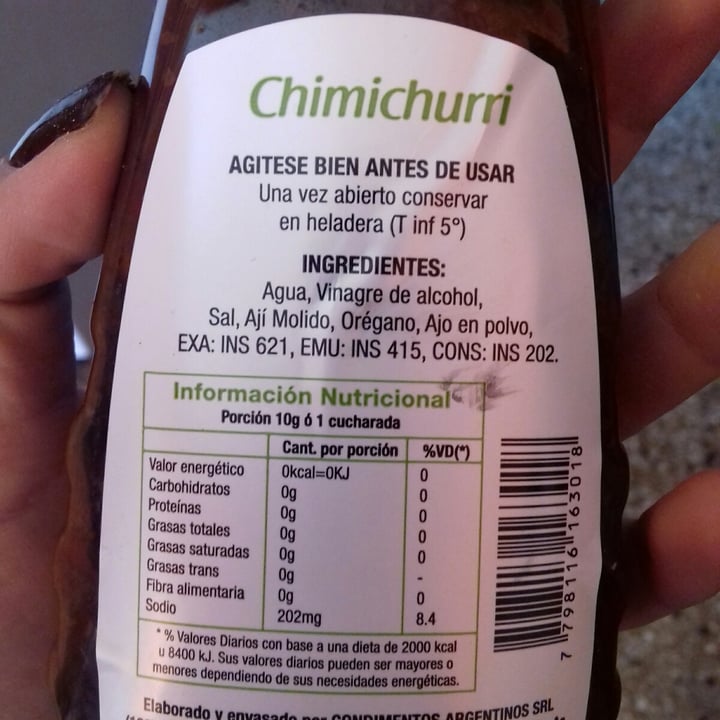 Chimichurri
AGITESE BIEN ANTES DE USAR
Una vez abierto conservar
en heladera (T inf 5°)
INGREDIENTES:
Agua, Vinagre de alcohol,
Sal, Ají Molido, Orégano, Ajo en polvo,
EXA: INS 621, EMU: INS 415, CONS: INS 202.
Información Nutricional
Porción 10g ó 1 cucharada
Cant. por porción %VD(*)
Valor energético 0kcal=0KJ 0
Carbohidratos 0g 0
Proteínas 0g 0
Grasas totales 0g 0
Grasas saturadas 0g 0
Grasas trans 0g -
Fibra alimentaria 0g 0
Sodio 202mg 8.4
* % Valores Diarios con base a una dieta de 2000 kcal
u 8400 kJ. Sus valores diarios pueden ser mayores o
menores dependiendo de sus necesidades energéticas.
7 798116 163018
Elaborado y envasado por CONDIMENTOS ARGENTINOS SRL